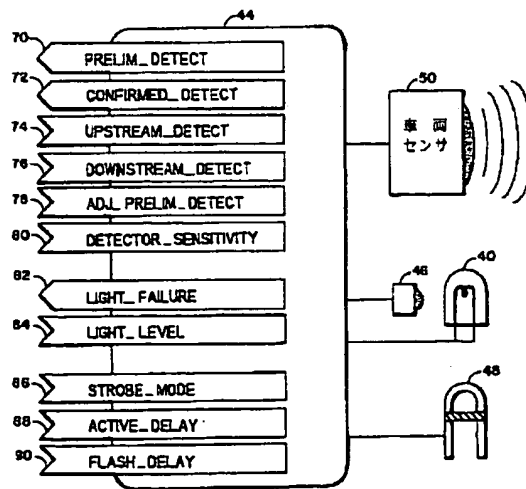 44
70
PRELIM_DETECT
72
CONFIRMED_DETECT
74
UPSTREAM_DETECT
76
DOWNSTREAM_DETECT
78
ADJ_PRELIM_DETECT
80
DETECTOR_SENSITIVITY
82
LIGHT_FAILURE
84
LIGHT_LEVEL
86
STROBE_MODE
88
ACTIVE_DELAY
90
FLASH_DELAY
50
車両
センサ
46
40
48